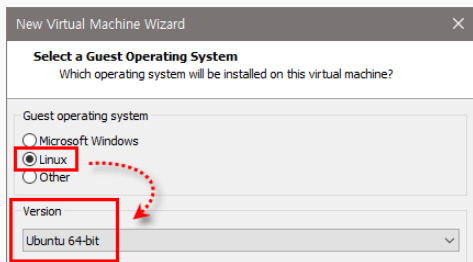 New Virtual Machine Wizard
Select a Guest Operating System
Which operating system will be installed on this virtual machine?
Guest operating system
Microsoft Windows
Linux
Other
Version
Ubuntu 64-bit